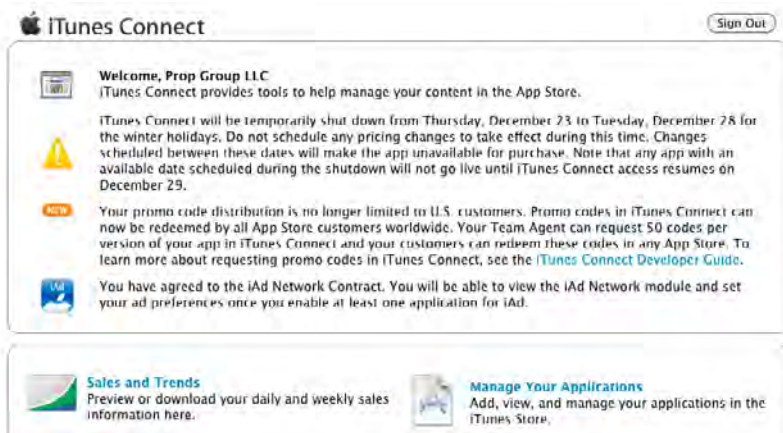 iTunes Connect
Sign Out
Welcome, Prop Group LLC
iTunes Connect provides tools to help manage your content in the App Store.
iTunes Connect will be temporarily shut down from Thursday, December 23 to Tuesday, December 28 for
the winter holidays. Do not schedule any pricing changes to take effect during this time. Changes
scheduled between these dates will make the app unavailable for purchase. Note that any app with an
available date scheduled during the shutdown will not go live until iTunes Connect access resumes on
December 29.
NEW
Your promo code distribution is no longer limited to U.S. customers. Promo codes in iTunes Connect can
now be redeemed by all App Store customers worldwide. Your Team Agent can request 50 codes per
version of your app in iTunes Connect and your customers can redeem these codes in any App Store. To
learn more about requesting promo codes in iTunes Connect, see the iTunes Connect Developer Guide.
iAd
You have agreed to the iAd Network Contract. You will be able to view the iAd Network module and set
your ad preferences once you enable at least one application for iAd.
Sales and Trends
Preview or download your daily and weekly sales
information here.
Manage Your Applications
Add, view, and manage your applications in the
iTunes Store.